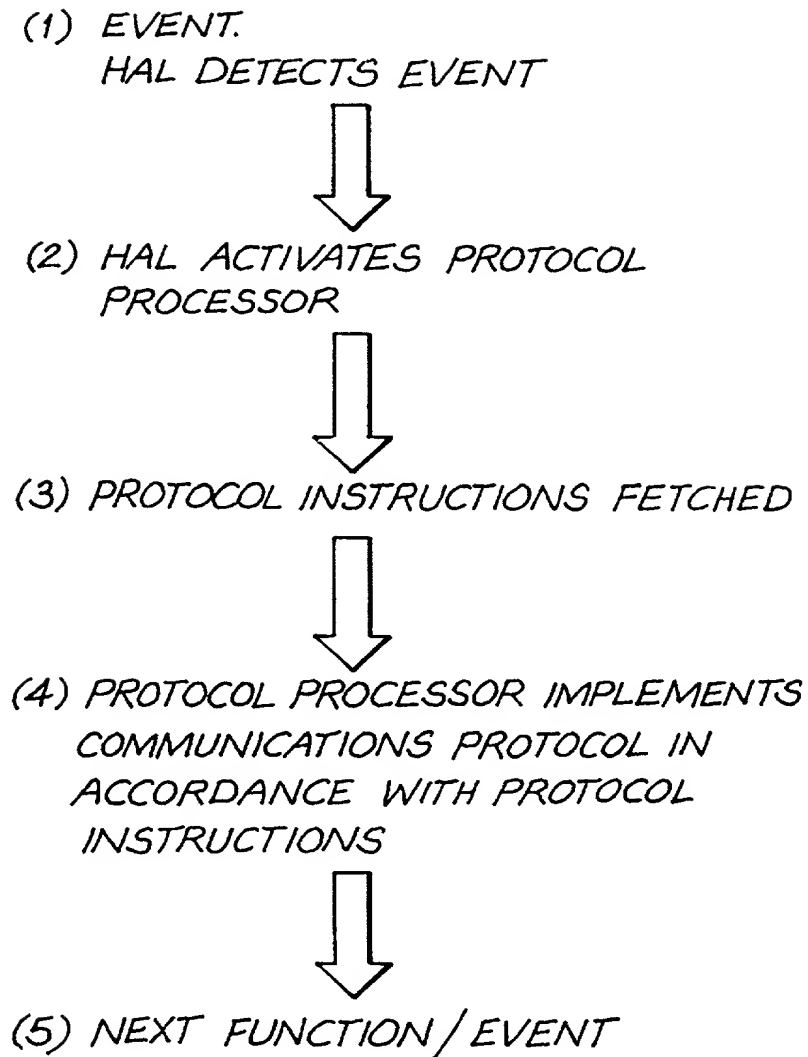 (1) EVENT.
HAL DETECTS EVENT
(2) HAL ACTIVATES PROTOCOL
PROCESSOR
(3) PROTOCOL INSTRUCTIONS FETCHED
(4) PROTOCOL PROCESSOR IMPLEMENTS
COMMUNICATIONS PROTOCOL IN
ACCORDANCE WITH PROTOCOL
INSTRUCTIONS
(5) NEXT FUNCTION/EVENT